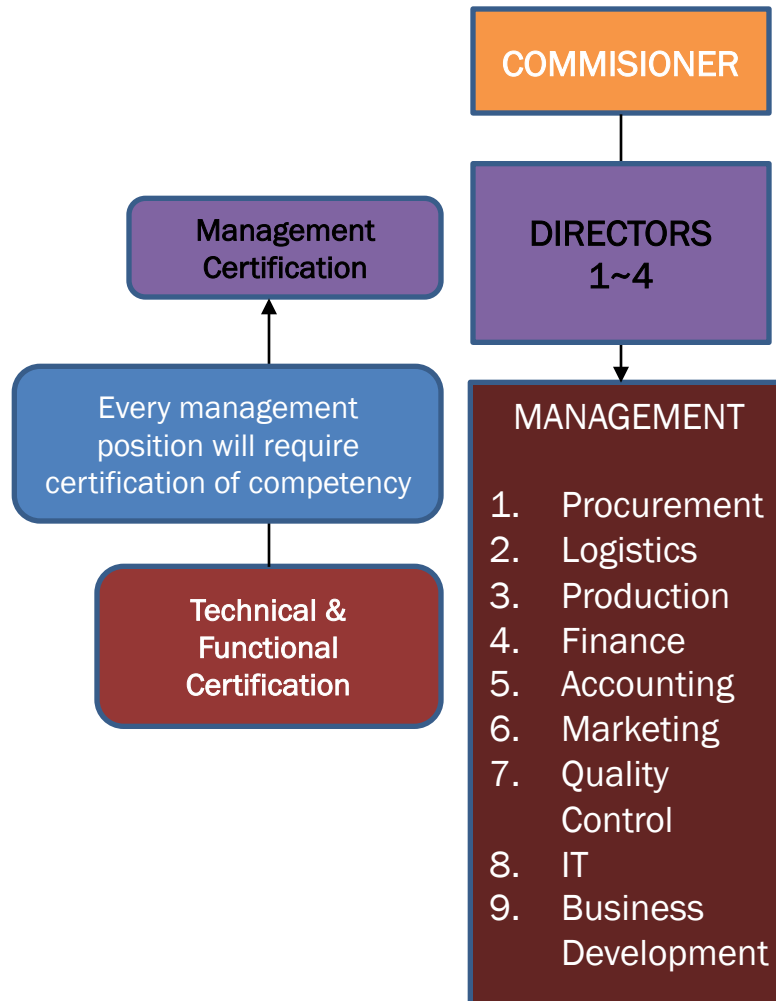 COMMISIONER
DIRECTORS
1~4
Management
Certification
Every management
position will require
certification of competency
Technical &
Functional
Certification
MANAGEMENT
1. Procurement
2. Logistics
3. Production
4. Finance
5. Accounting
6. Marketing
7. Quality
Control
8. IT
9. Business
Development